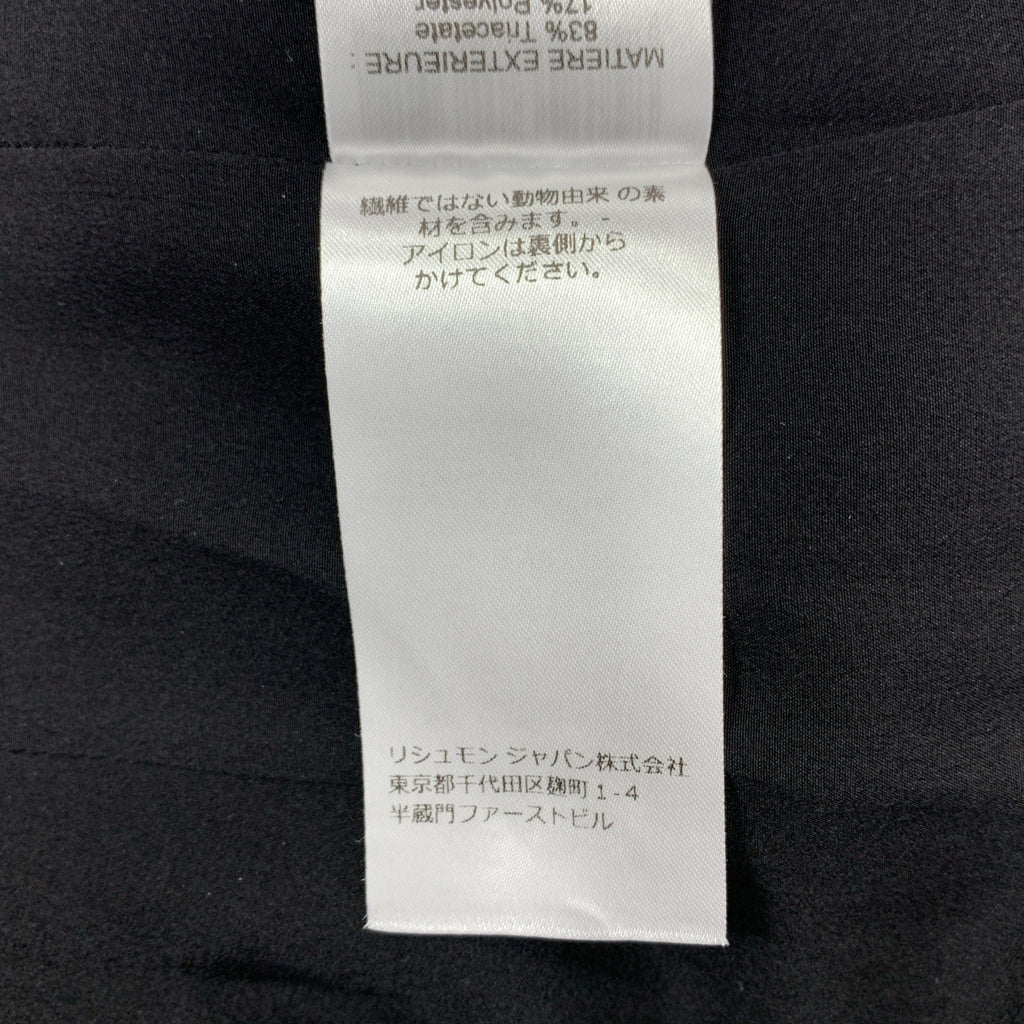 MATIERE EXTERIEURE :
83% Triacetate
17% Polyester
繊維ではない動物由来 の素
材を含みます。 -
アイロンは裏側から
かけてください。
リシュモン ジャパン株式会社
東京都千代田区麹町 1 - 4
半蔵門ファーストビル